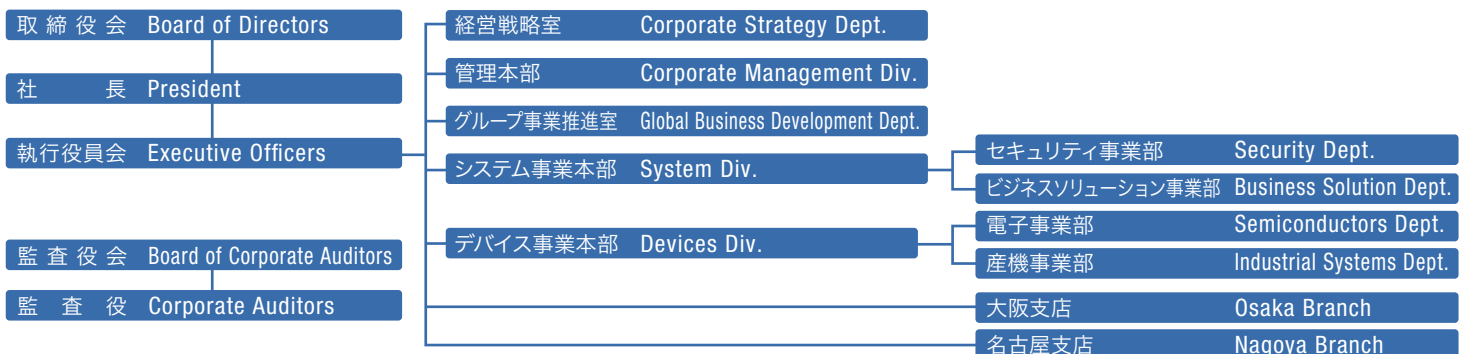 取締役会 Board of Directors
社長 President
執行役員会 Executive Officers
監査役会 Board of Corporate Auditors
監査役 Corporate Auditors
経営戦略室 Corporate Strategy Dept.
管理本部 Corporate Management Div.
グループ事業推進室 Global Business Development Dept.
システム事業本部 System Div.
デバイス事業本部 Devices Div.
セキュリティ事業部 Security Dept.
ビジネスソリューション事業部 Business Solution Dept.
電子事業部 Semiconductors Dept.
産機事業部 Industrial Systems Dept.
大阪支店 Osaka Branch
名古屋支店 Nagoya Branch